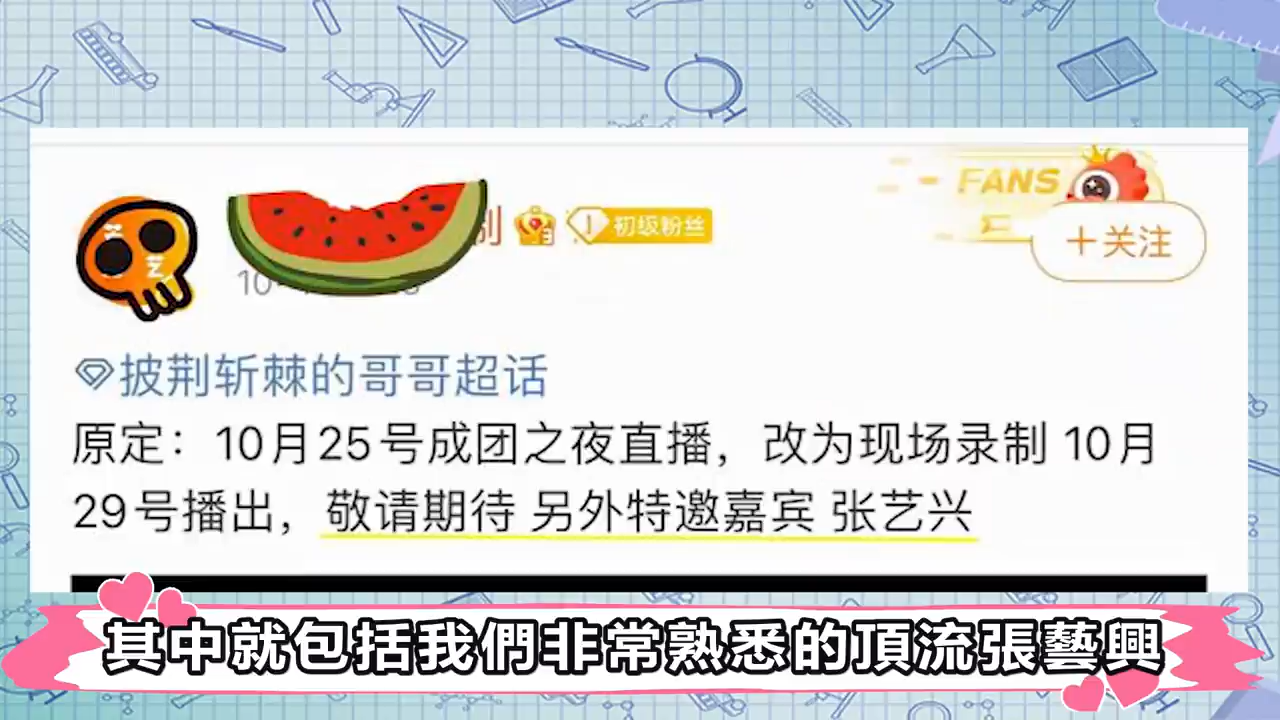 FANS
初级粉丝
+关注
披荆斩棘的哥哥超话
原定：10月25号成团之夜直播，改为现场录制 10月
29号播出，敬请期待 另外特邀嘉宾 张艺兴
其中就包括我們非常熟悉的頂流張藝興